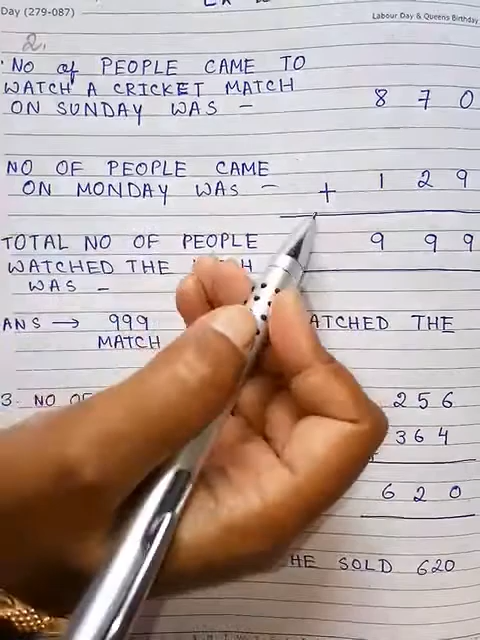 Day (279-087)
Labour Day & Queens Birthday
2.
NO of PEOPLE CAME TO
WATCH A CRICKET MATCH
ON SUNDAY WAS - 8 7 0
NO OF PEOPLE CAME
ON MONDAY WAS - + 1 2 9
TOTAL NO OF PEOPLE 9 9 9
WATCHED THE
WAS -
ANS → 999 WATCHED THE
MATCH
3. NO OF 2 5 6
3 6 4
6 2 0
HE SOLD 620